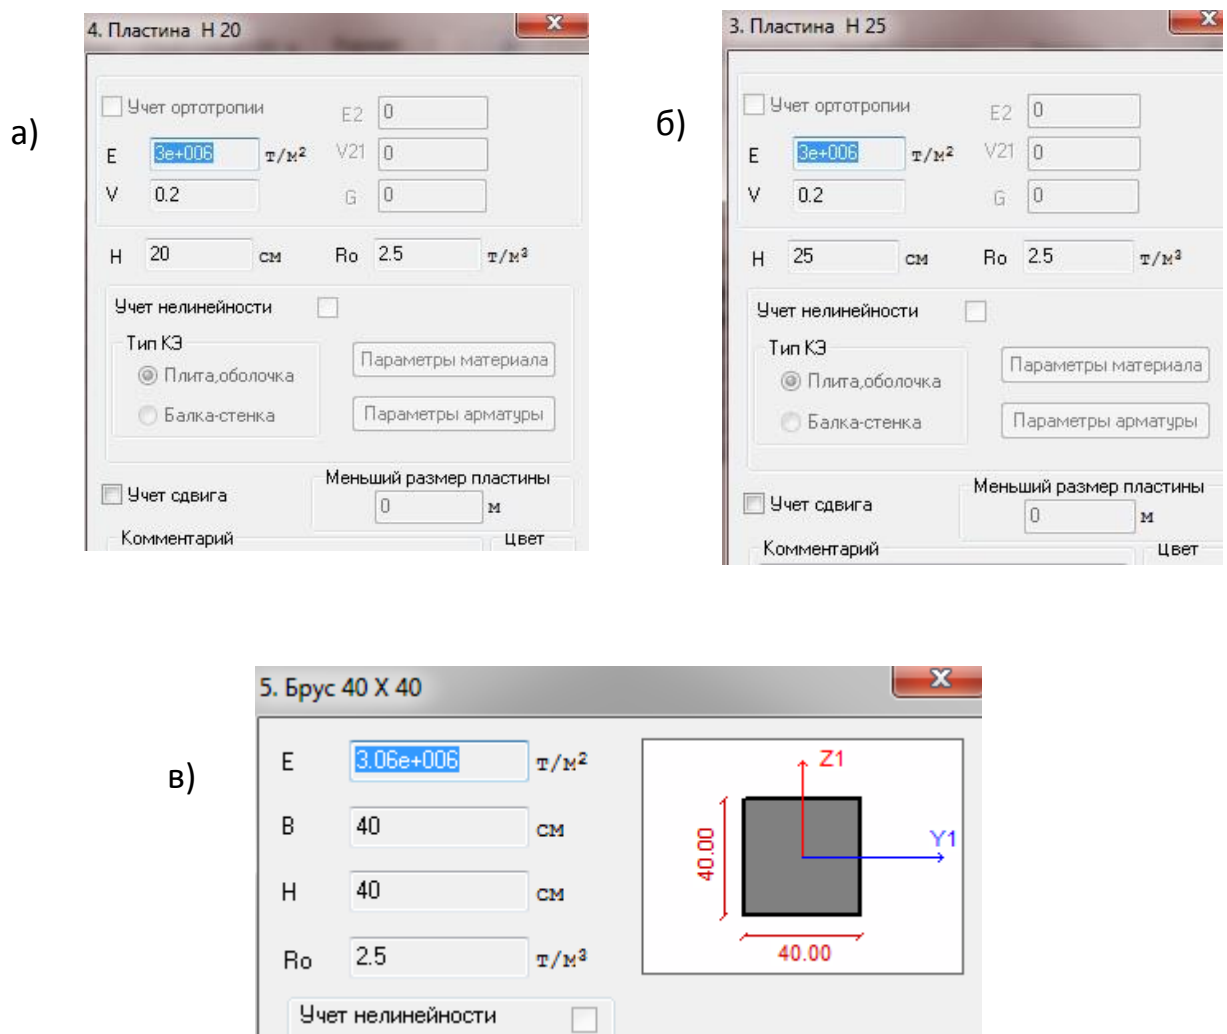 а)
4. Пластина H 20
Учет ортотропии
E2 0
E 3e+006 т/м²
V21 0
V 0.2
G 0
H 20 см
Ro 2.5 т/м³
Учет нелинейности
Тип КЭ
Плита,оболочка
Балка-стенка
Параметры материала
Параметры арматуры
Учет сдвига
Меньший размер пластины
0 м
Комментарий
Цвет
б)
3. Пластина H 25
Учет ортотропии
E2 0
E 3e+006 т/м²
V21 0
V 0.2
G 0
H 25 см
Ro 2.5 т/м³
Учет нелинейности
Тип КЭ
Плита,оболочка
Балка-стенка
Параметры материала
Параметры арматуры
Учет сдвига
Меньший размер пластины
0 м
Комментарий
Цвет
в)
5. Брус 40 X 40
E 3.06e+006 т/м²
B 40 см
H 40 см
Ro 2.5 т/м³
Учет нелинейности
Z1
Y1
40.00
40.00